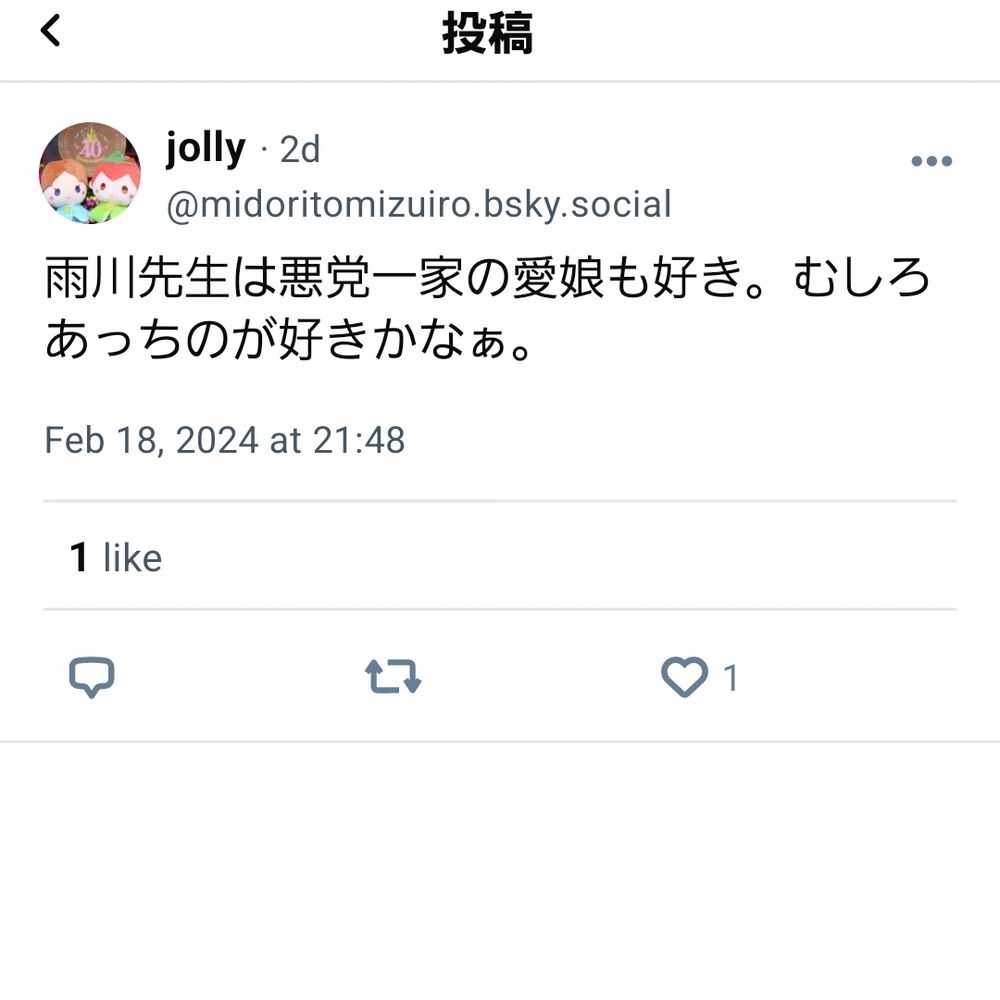 投稿
jolly · 2d
@midoritomizuiro.bsky.social
雨川先生は悪党一家の愛娘も好き。むしろ
あっちのが好きかなぁ。
Feb 18, 2024 at 21:48
1 like
1
40